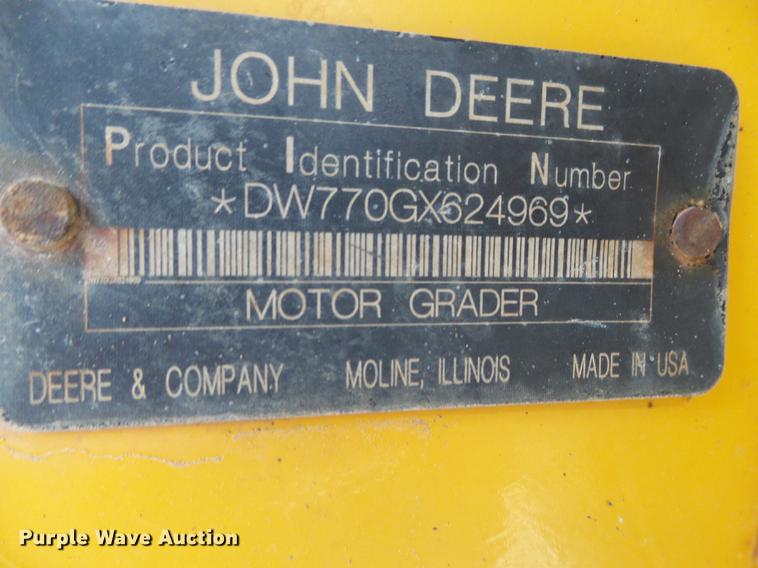 JOHN DEERE
Product Identification Number
*DW770GX624969*
MOTOR GRADER
DEERE & COMPANY MOLINE, ILLINOIS MADE IN USA
Purple Wave Auction